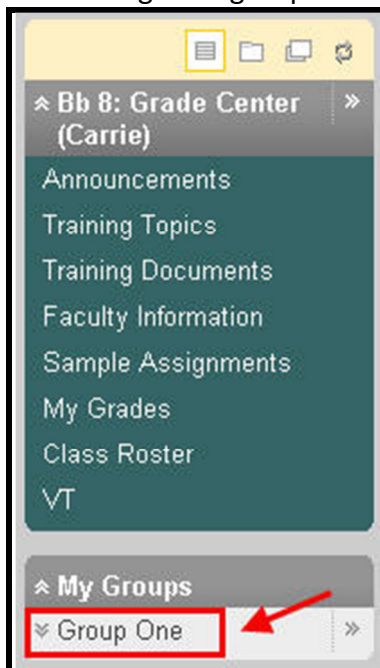 Bb 8: Grade Center
(Carrie)
Announcements
Training Topics
Training Documents
Faculty Information
Sample Assignments
My Grades
Class Roster
VT
My Groups
Group One